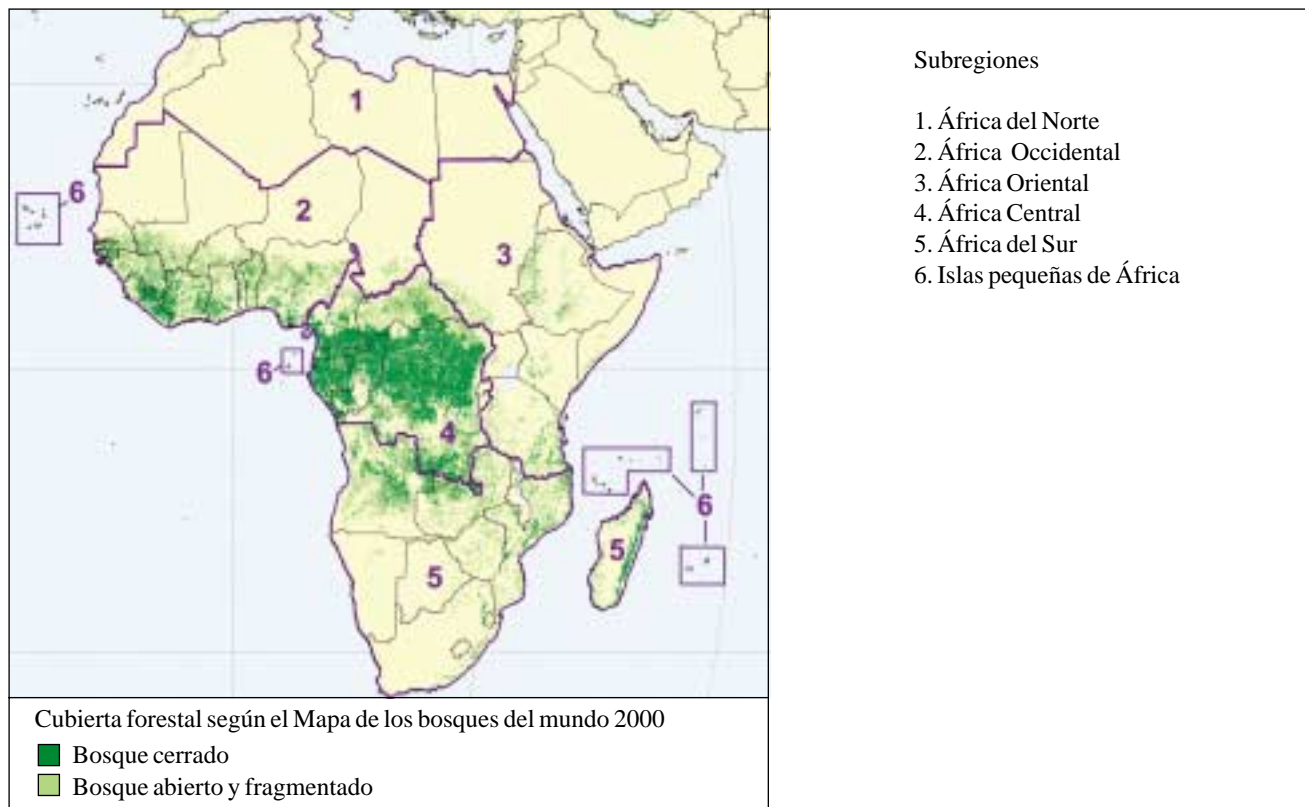 1
2
3
4
5
5
6
6
6
Cubierta forestal según el Mapa de los bosques del mundo 2000
Bosque cerrado
Bosque abierto y fragmentado
Subregiones
1. África del Norte
2. África Occidental
3. África Oriental
4. África Central
5. África del Sur
6. Islas pequeñas de África